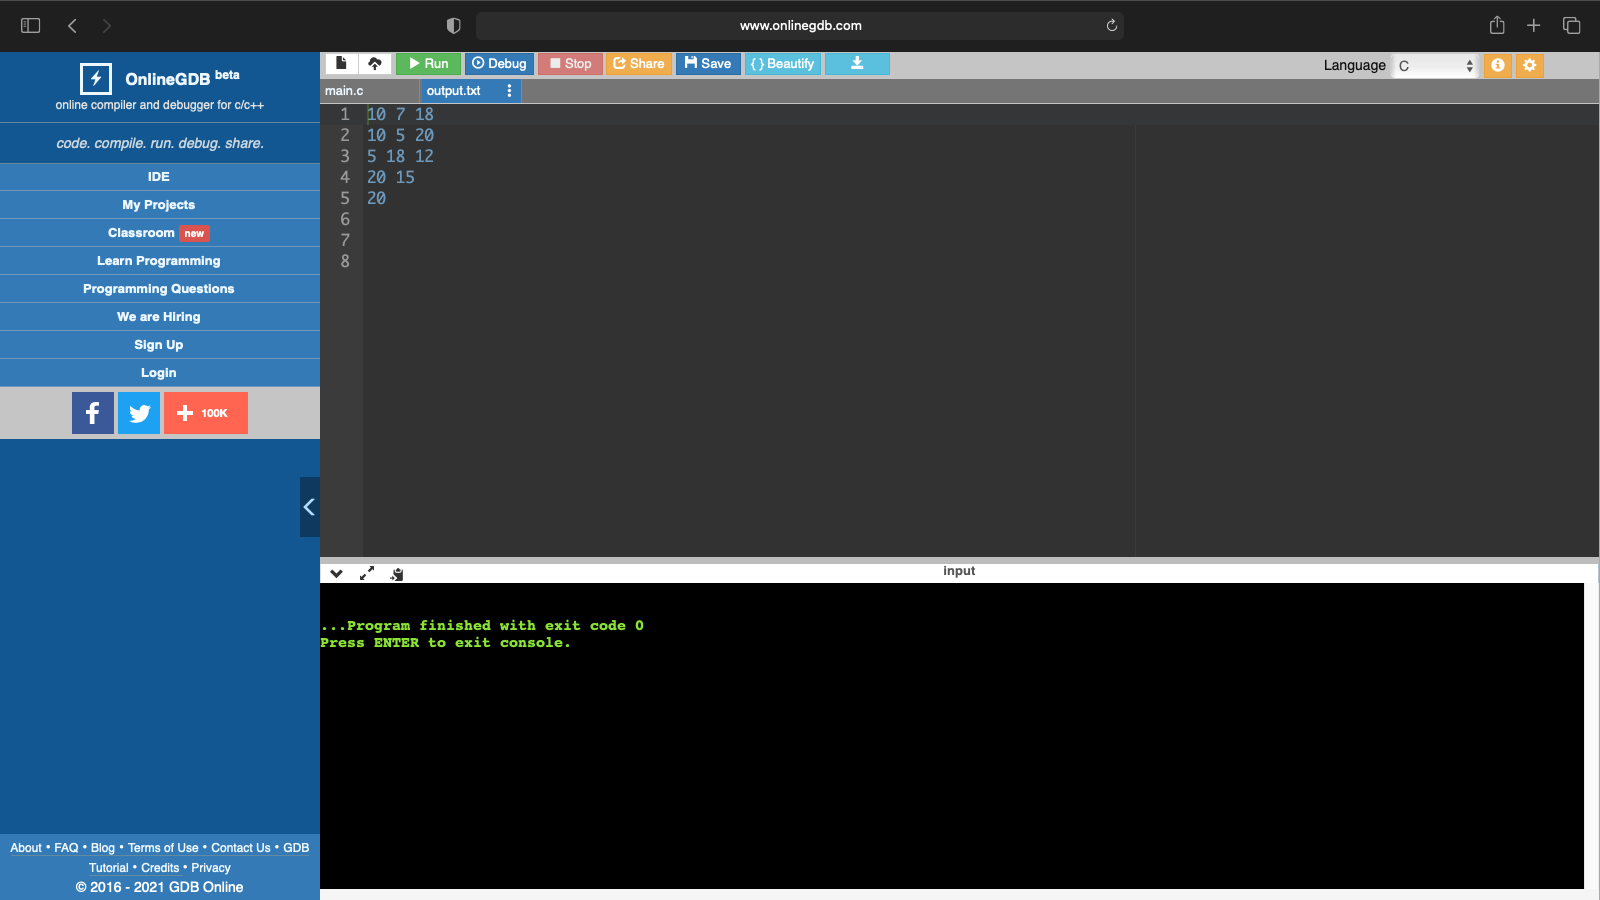 www.onlinegdb.com
OnlineGDB beta
online compiler and debugger for c/c++
code. compile. run. debug. share.
IDE
My Projects
Classroom new
Learn Programming
Programming Questions
We are Hiring
Sign Up
Login
f
100K
About • FAQ • Blog • Terms of Use • Contact Us • GDB
Tutorial • Credits • Privacy
© 2016 - 2021 GDB Online
Run Debug Stop Share Save { } Beautify
Language C
main.c output.txt
1 10 7 18
2 10 5 20
3 5 18 12
4 20 15
5 20
6
7
8
input
...Program finished with exit code 0
Press ENTER to exit console.